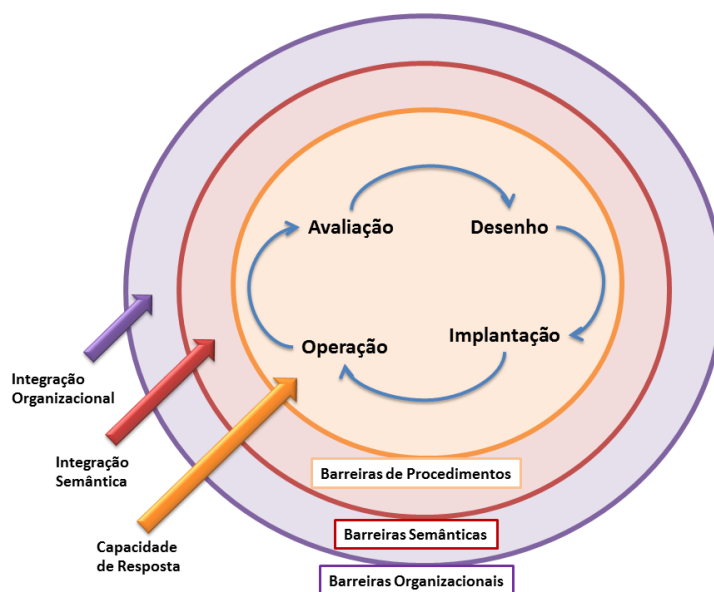 Avaliação
Desenho
Operação
Implantação
Integração
Organizacional
Integração
Semântica
Capacidade
de Resposta
Barreiras de Procedimentos
Barreiras Semânticas
Barreiras Organizacionais